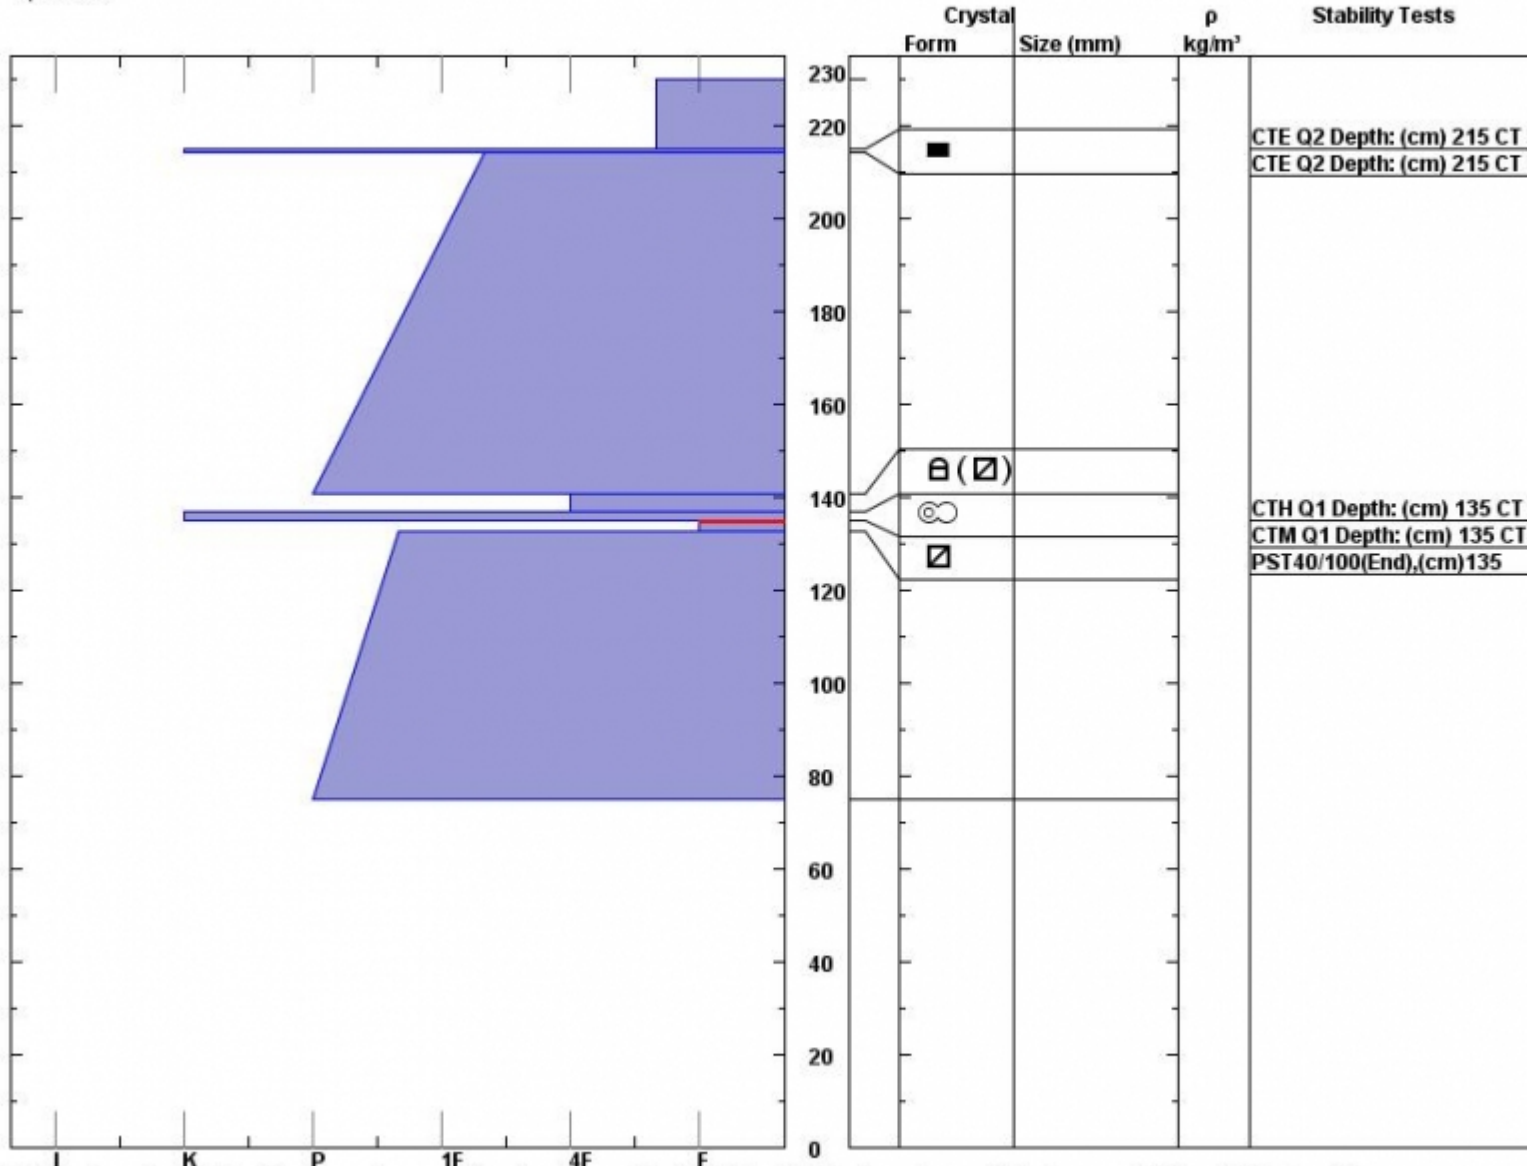 Crystal ρ Stability Tests
Form Size (mm) kg/m³
230
220 CTE Q2 Depth: (cm) 215 CT
CTE Q2 Depth: (cm) 215 CT
200
180
160
140
CTH Q1 Depth: (cm) 135 CT
CTM Q1 Depth: (cm) 135 CT
PST40/100(End),(cm)135
120
100
80
60
40
20
0
I K P 1F 4F F